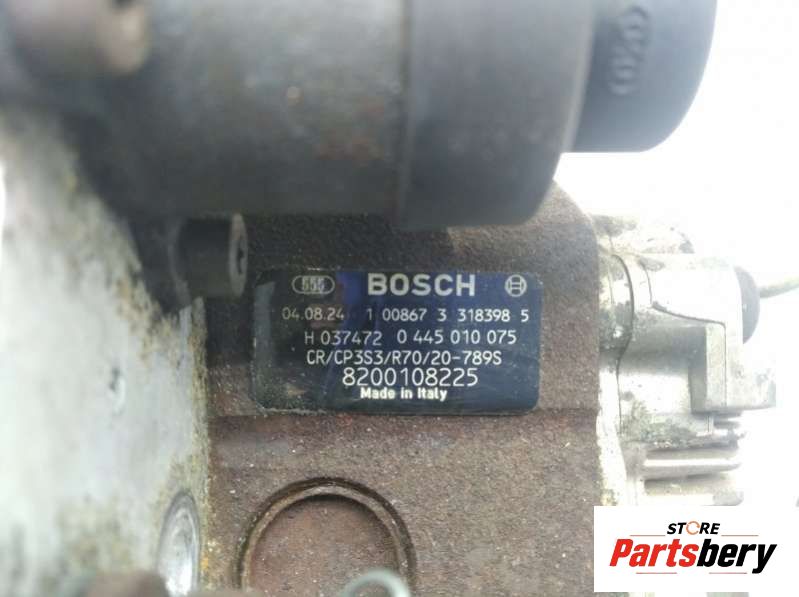 555 BOSCH
04.08.24 1 00867 3 318398 5
H 037472 0 445 010 075
CR/CP3S3/R70/20-789S
8200108225
Made in Italy
STORE
Partsbery